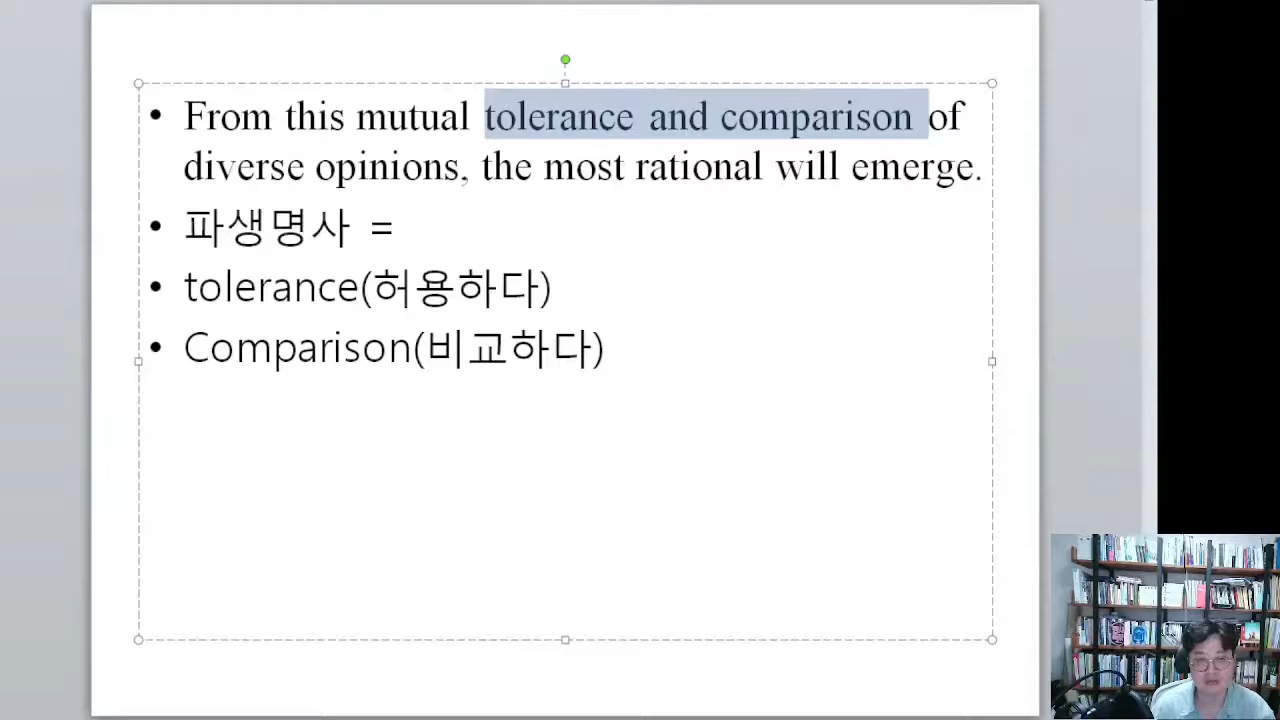 • From this mutual tolerance and comparison of
diverse opinions, the most rational will emerge.
• 파생명사 =
• tolerance(허용하다)
• Comparison(비교하다)